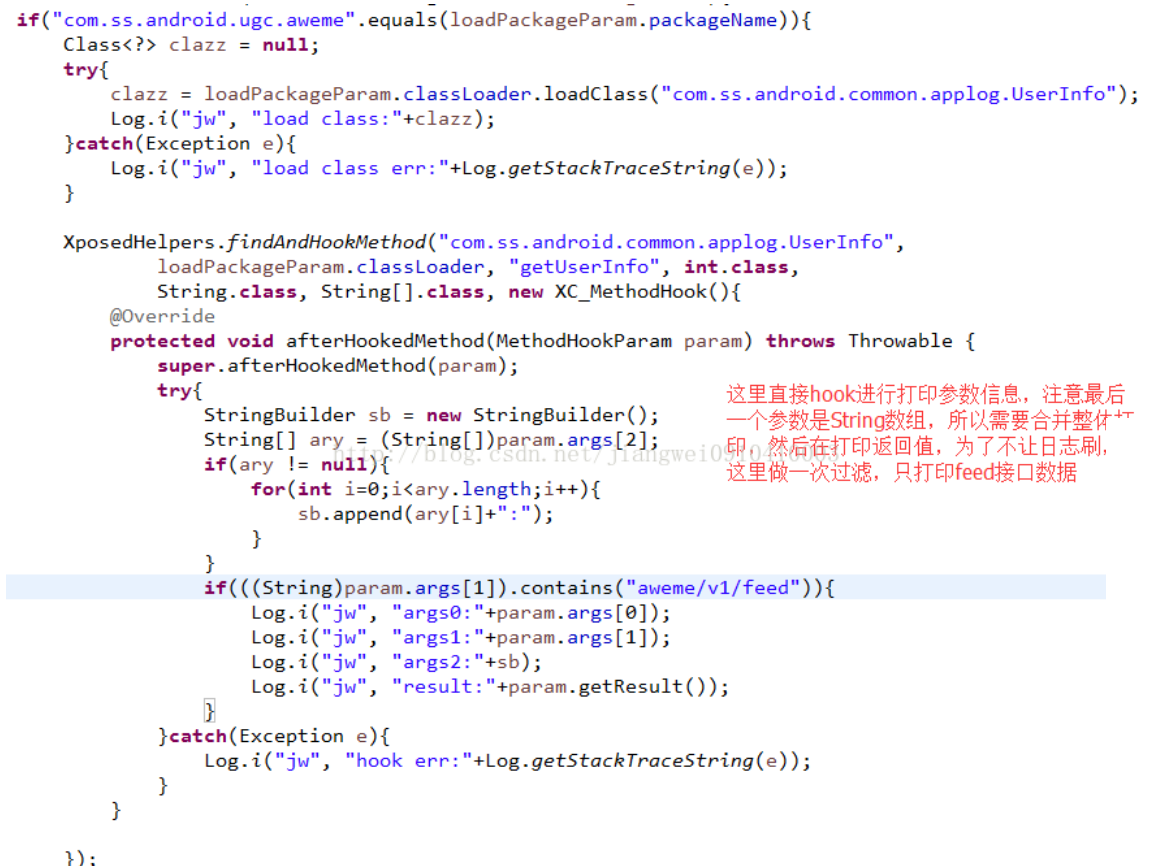 if("com.ss.android.ugc.aweme".equals(loadPackageParam.packageName)){
Class<?> clazz = null;
try{
clazz = loadPackageParam.classLoader.loadClass("com.ss.android.common.applog.UserInfo");
Log.i("jw", "load class:"+clazz);
}catch(Exception e){
Log.i("jw", "load class err:"+Log.getStackTraceString(e));
}
XposedHelpers.findAndHookMethod("com.ss.android.common.applog.UserInfo",
loadPackageParam.classLoader, "getUserInfo", int.class,
String.class, String[].class, new XC_MethodHook(){
@Override
protected void afterHookedMethod(MethodHookParam param) throws Throwable {
super.afterHookedMethod(param);
try{
StringBuilder sb = new StringBuilder();
String[] ary = (String[])param.args[2];
if(ary != null){
for(int i=0;i<ary.length;i++){
sb.append(ary[i]+":");
}
}
if(((String)param.args[1]).contains("aweme/v1/feed")){
Log.i("jw", "args0:"+param.args[0]);
Log.i("jw", "args1:"+param.args[1]);
Log.i("jw", "args2:"+sb);
Log.i("jw", "result:"+param.getResult());
}
}catch(Exception e){
Log.i("jw", "hook err:"+Log.getStackTraceString(e));
}
}
});
这里直接hook进行打印参数信息，注意最后
一个参数是String数组，所以需要合并整体打
印，然后在打印返回值，为了不让日志刷，
这里做一次过滤，只打印feed接口数据